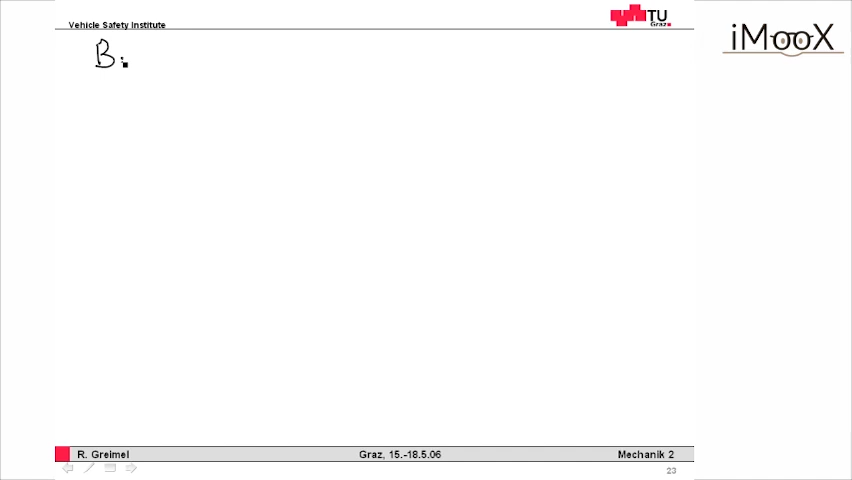 Vehicle Safety Institute
TU
Graz
iMooX
B:
R. Greimel
Graz, 15.-18.5.06
Mechanik 2
23